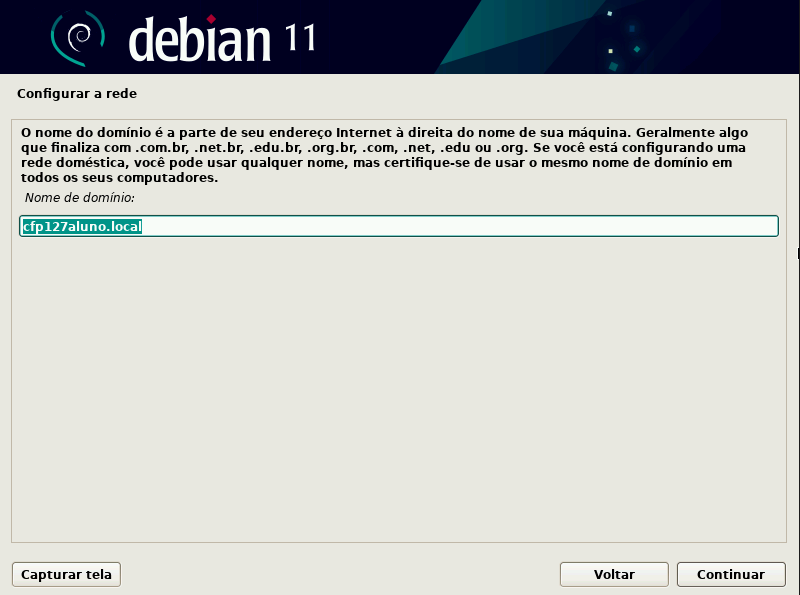 debian 11
Configurar a rede
O nome do domínio é a parte de seu endereço Internet à direita do nome de sua máquina. Geralmente algo
que finaliza com .com.br, .net.br, .edu.br, .org.br, .com, .net, .edu ou .org. Se você está configurando uma
rede doméstica, você pode usar qualquer nome, mas certifique-se de usar o mesmo nome de domínio em
todos os seus computadores.
Nome de domínio:
cfp127aluno.local
Capturar tela
Voltar
Continuar